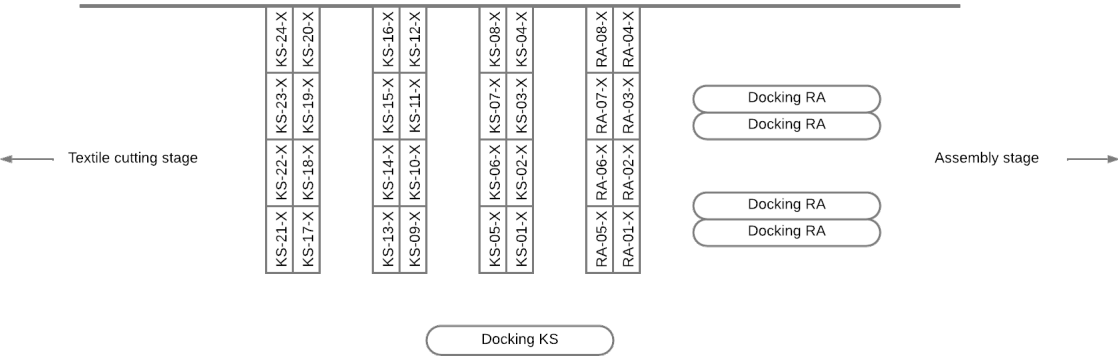 KS-24-X
KS-20-X
KS-16-X
KS-12-X
KS-08-X
KS-04-X
RA-08-X
RA-04-X
KS-23-X
KS-19-X
KS-15-X
KS-11-X
KS-07-X
KS-03-X
RA-07-X
RA-03-X
Docking RA
Docking RA
Textile cutting stage
KS-22-X
KS-18-X
KS-14-X
KS-10-X
KS-06-X
KS-02-X
RA-06-X
RA-02-X
Assembly stage
KS-21-X
KS-17-X
KS-13-X
KS-09-X
KS-05-X
KS-01-X
RA-05-X
RA-01-X
Docking RA
Docking RA
Docking KS